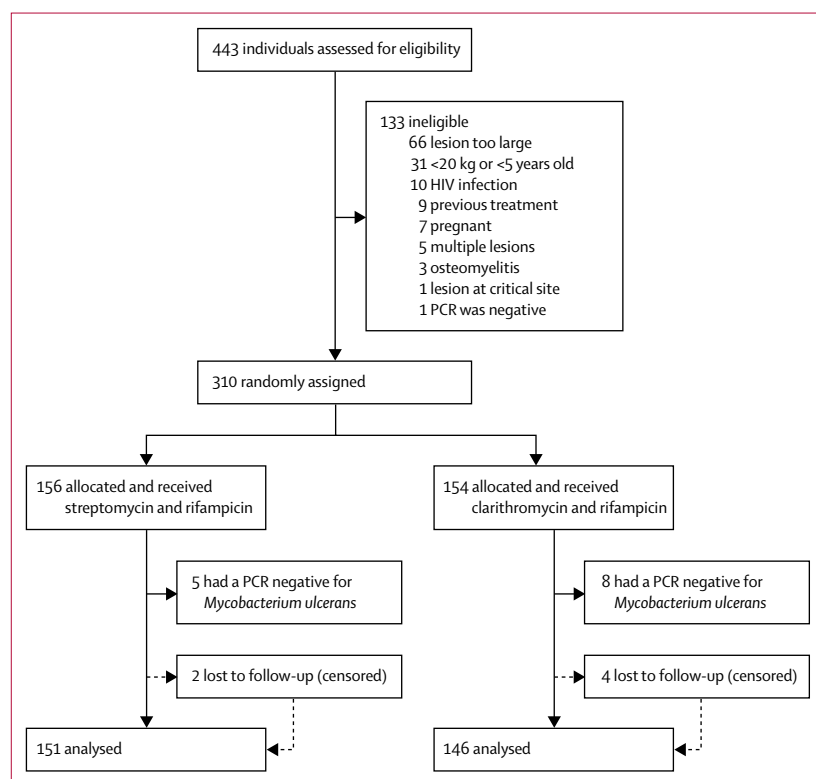 443 individuals assessed for eligibility
133 ineligible
66 lesion too large
31 <20 kg or <5 years old
10 HIV infection
9 previous treatment
7 pregnant
5 multiple lesions
3 osteomyelitis
1 lesion at critical site
1 PCR was negative
310 randomly assigned
156 allocated and received
streptomycin and rifampicin
154 allocated and received
clarithromycin and rifampicin
5 had a PCR negative for
Mycobacterium ulcerans
8 had a PCR negative for
Mycobacterium ulcerans
2 lost to follow-up (censored)
4 lost to follow-up (censored)
151 analysed
146 analysed